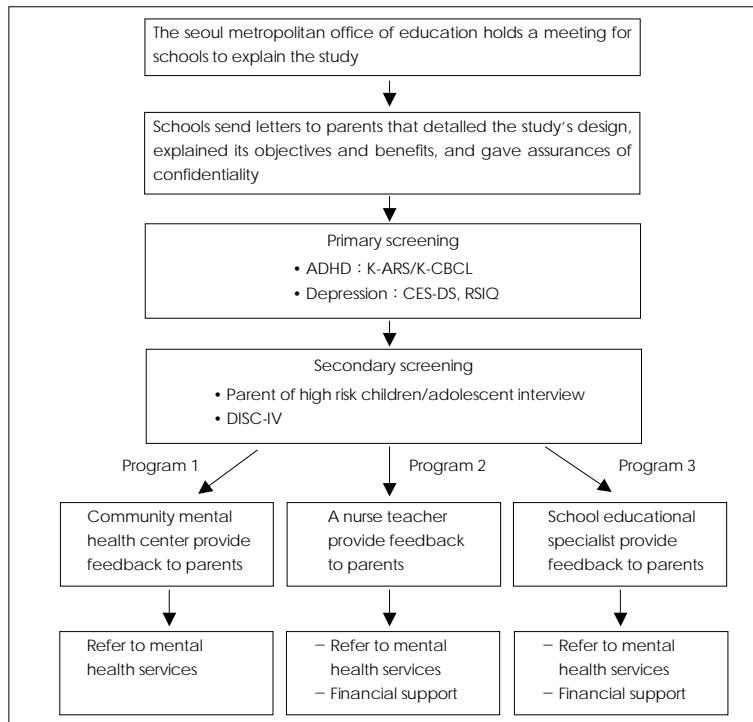 The seoul metropolitan office of education holds a meeting for
schools to explain the study
Schools send letters to parents that detalled the study's design,
explained its objectives and benefits, and gave assurances of
confidentiality
Primary screening
• ADHD : K-ARS/K-CBCL
• Depression : CES-DS, RSIQ
Secondary screening
• Parent of high risk children/adolescent interview
• DISC-IV
Program 1
Program 2
Program 3
Community mental
health center provide
feedback to parents
A nurse teacher
provide feedback
to parents
School educational
specialist provide
feedback to parents
Refer to mental
health services
– Refer to mental
health services
– Financial support
– Refer to mental
health services
– Financial support